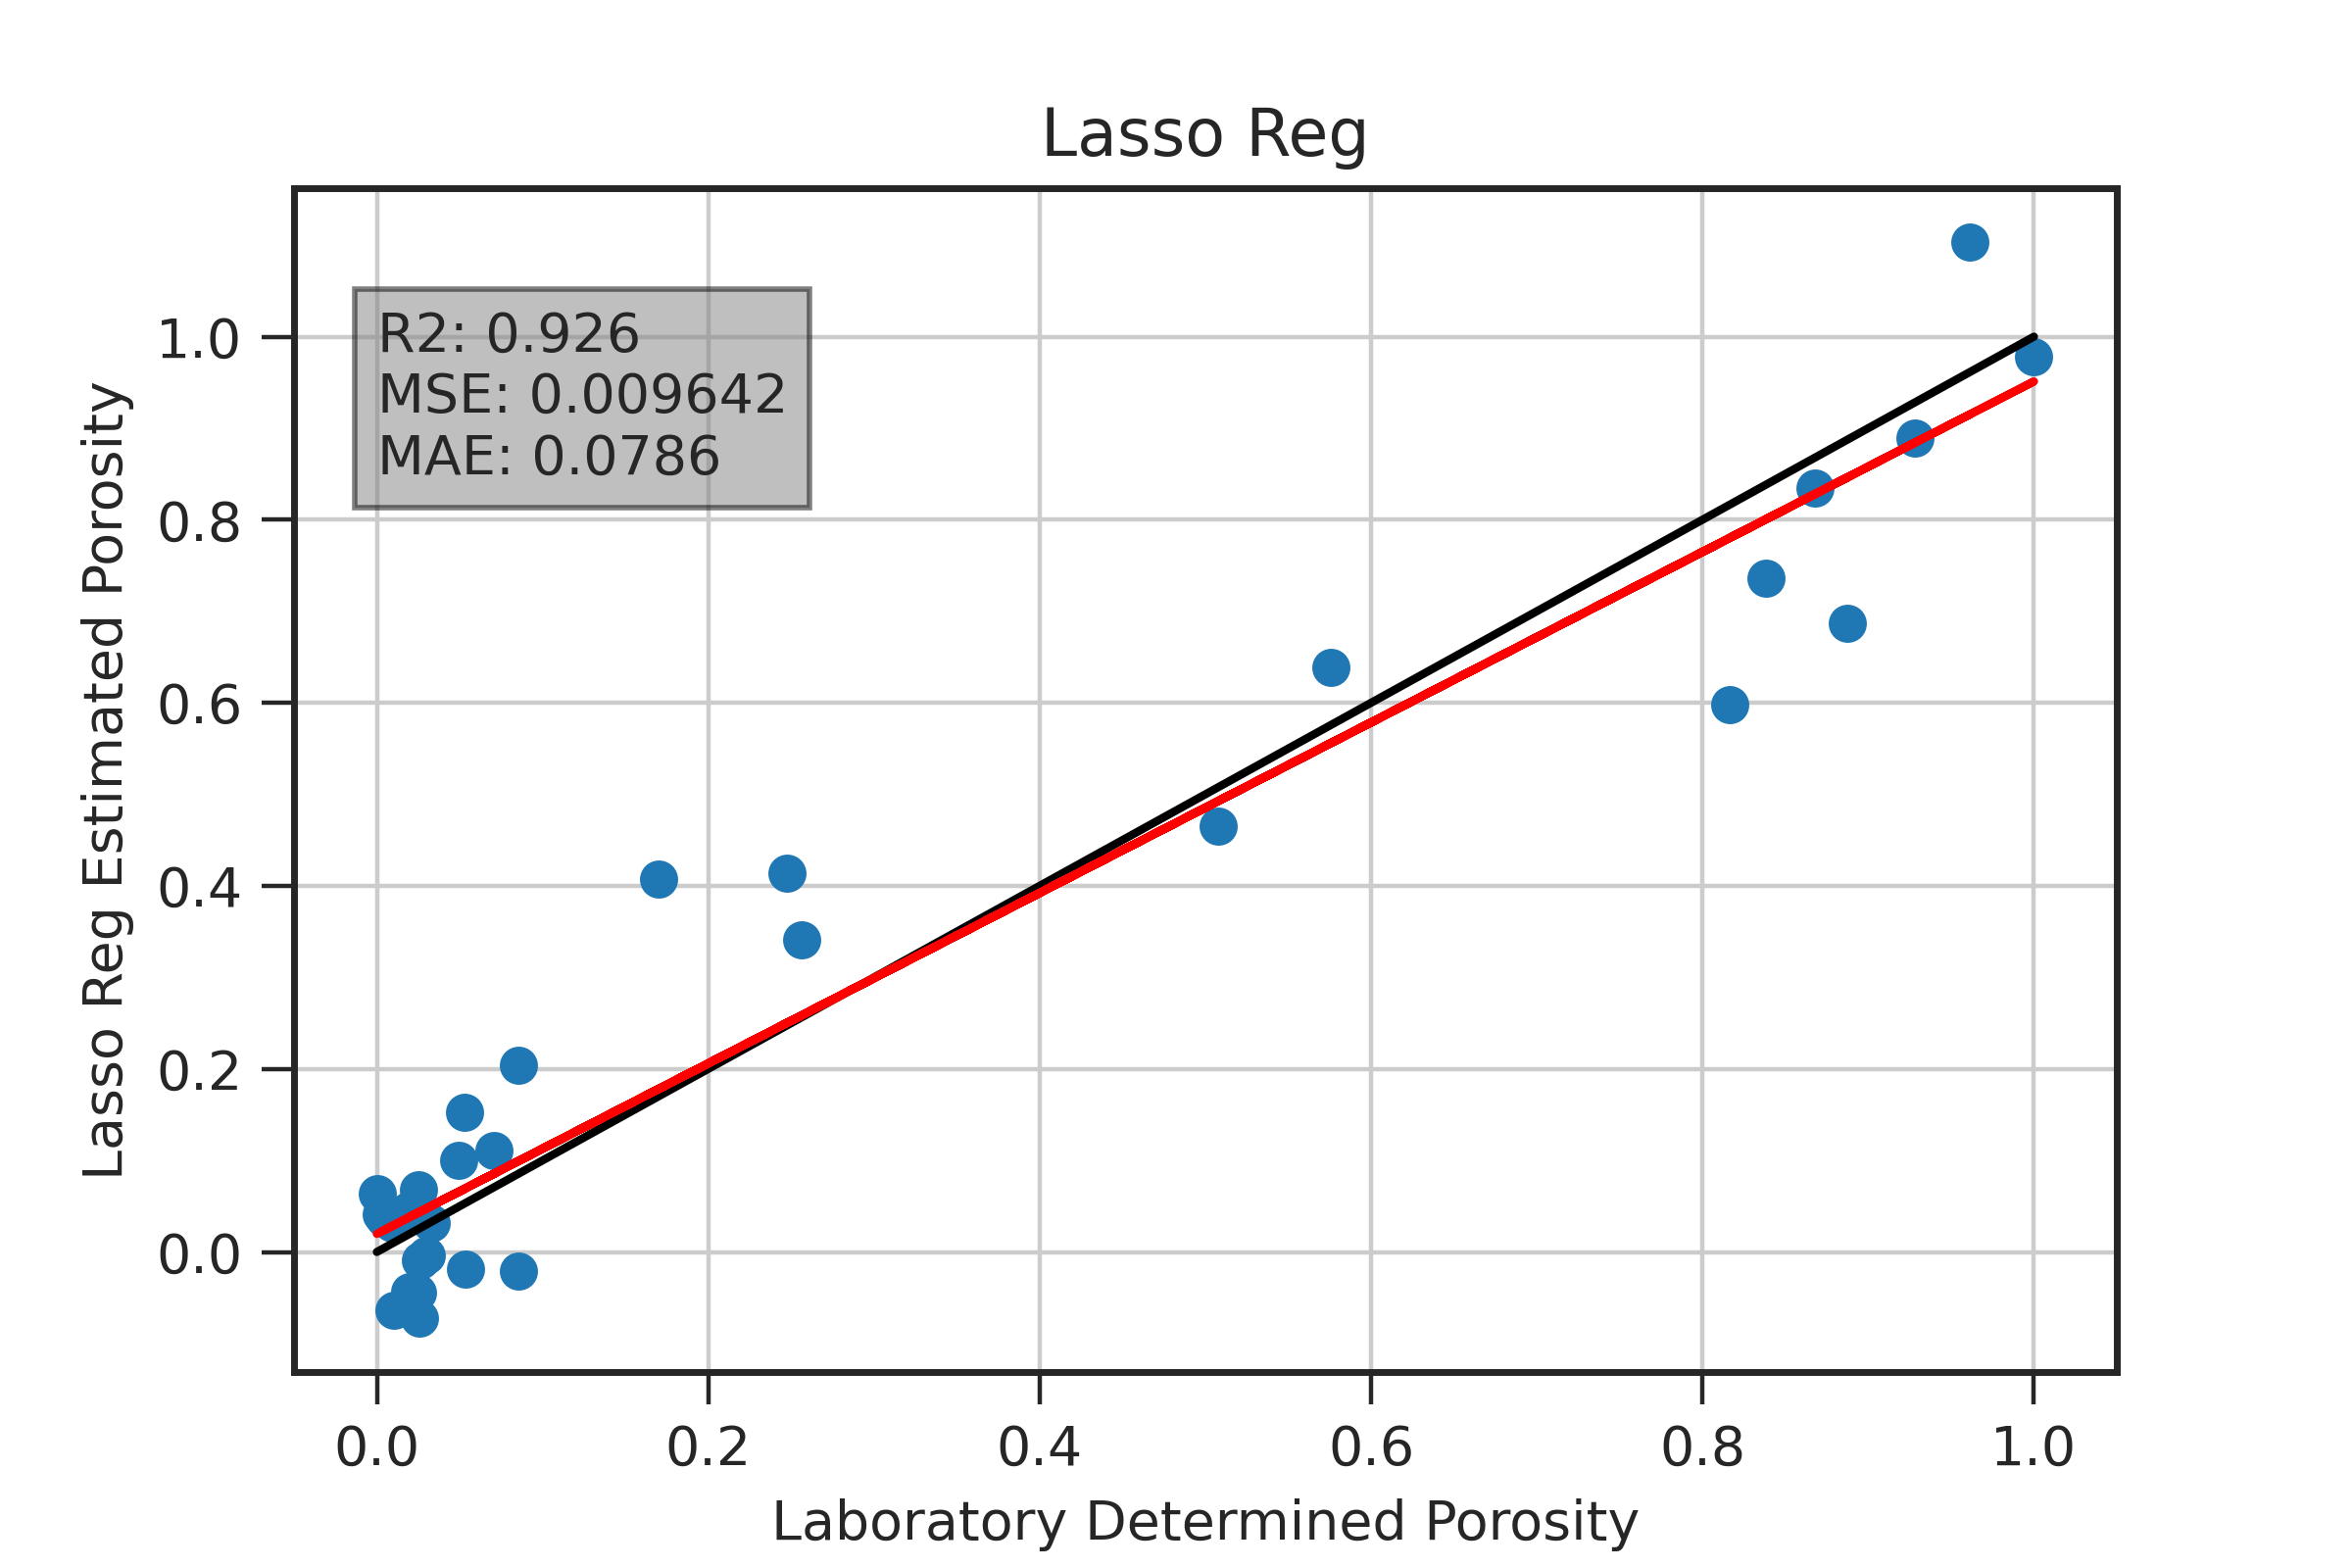 Lasso Reg
R2: 0.926
MSE: 0.009642
MAE: 0.0786
Lasso Reg Estimated Porosity
1.0
0.8
0.6
0.4
0.2
0.0
0.0 0.2 0.4 0.6 0.8 1.0
Laboratory Determined Porosity